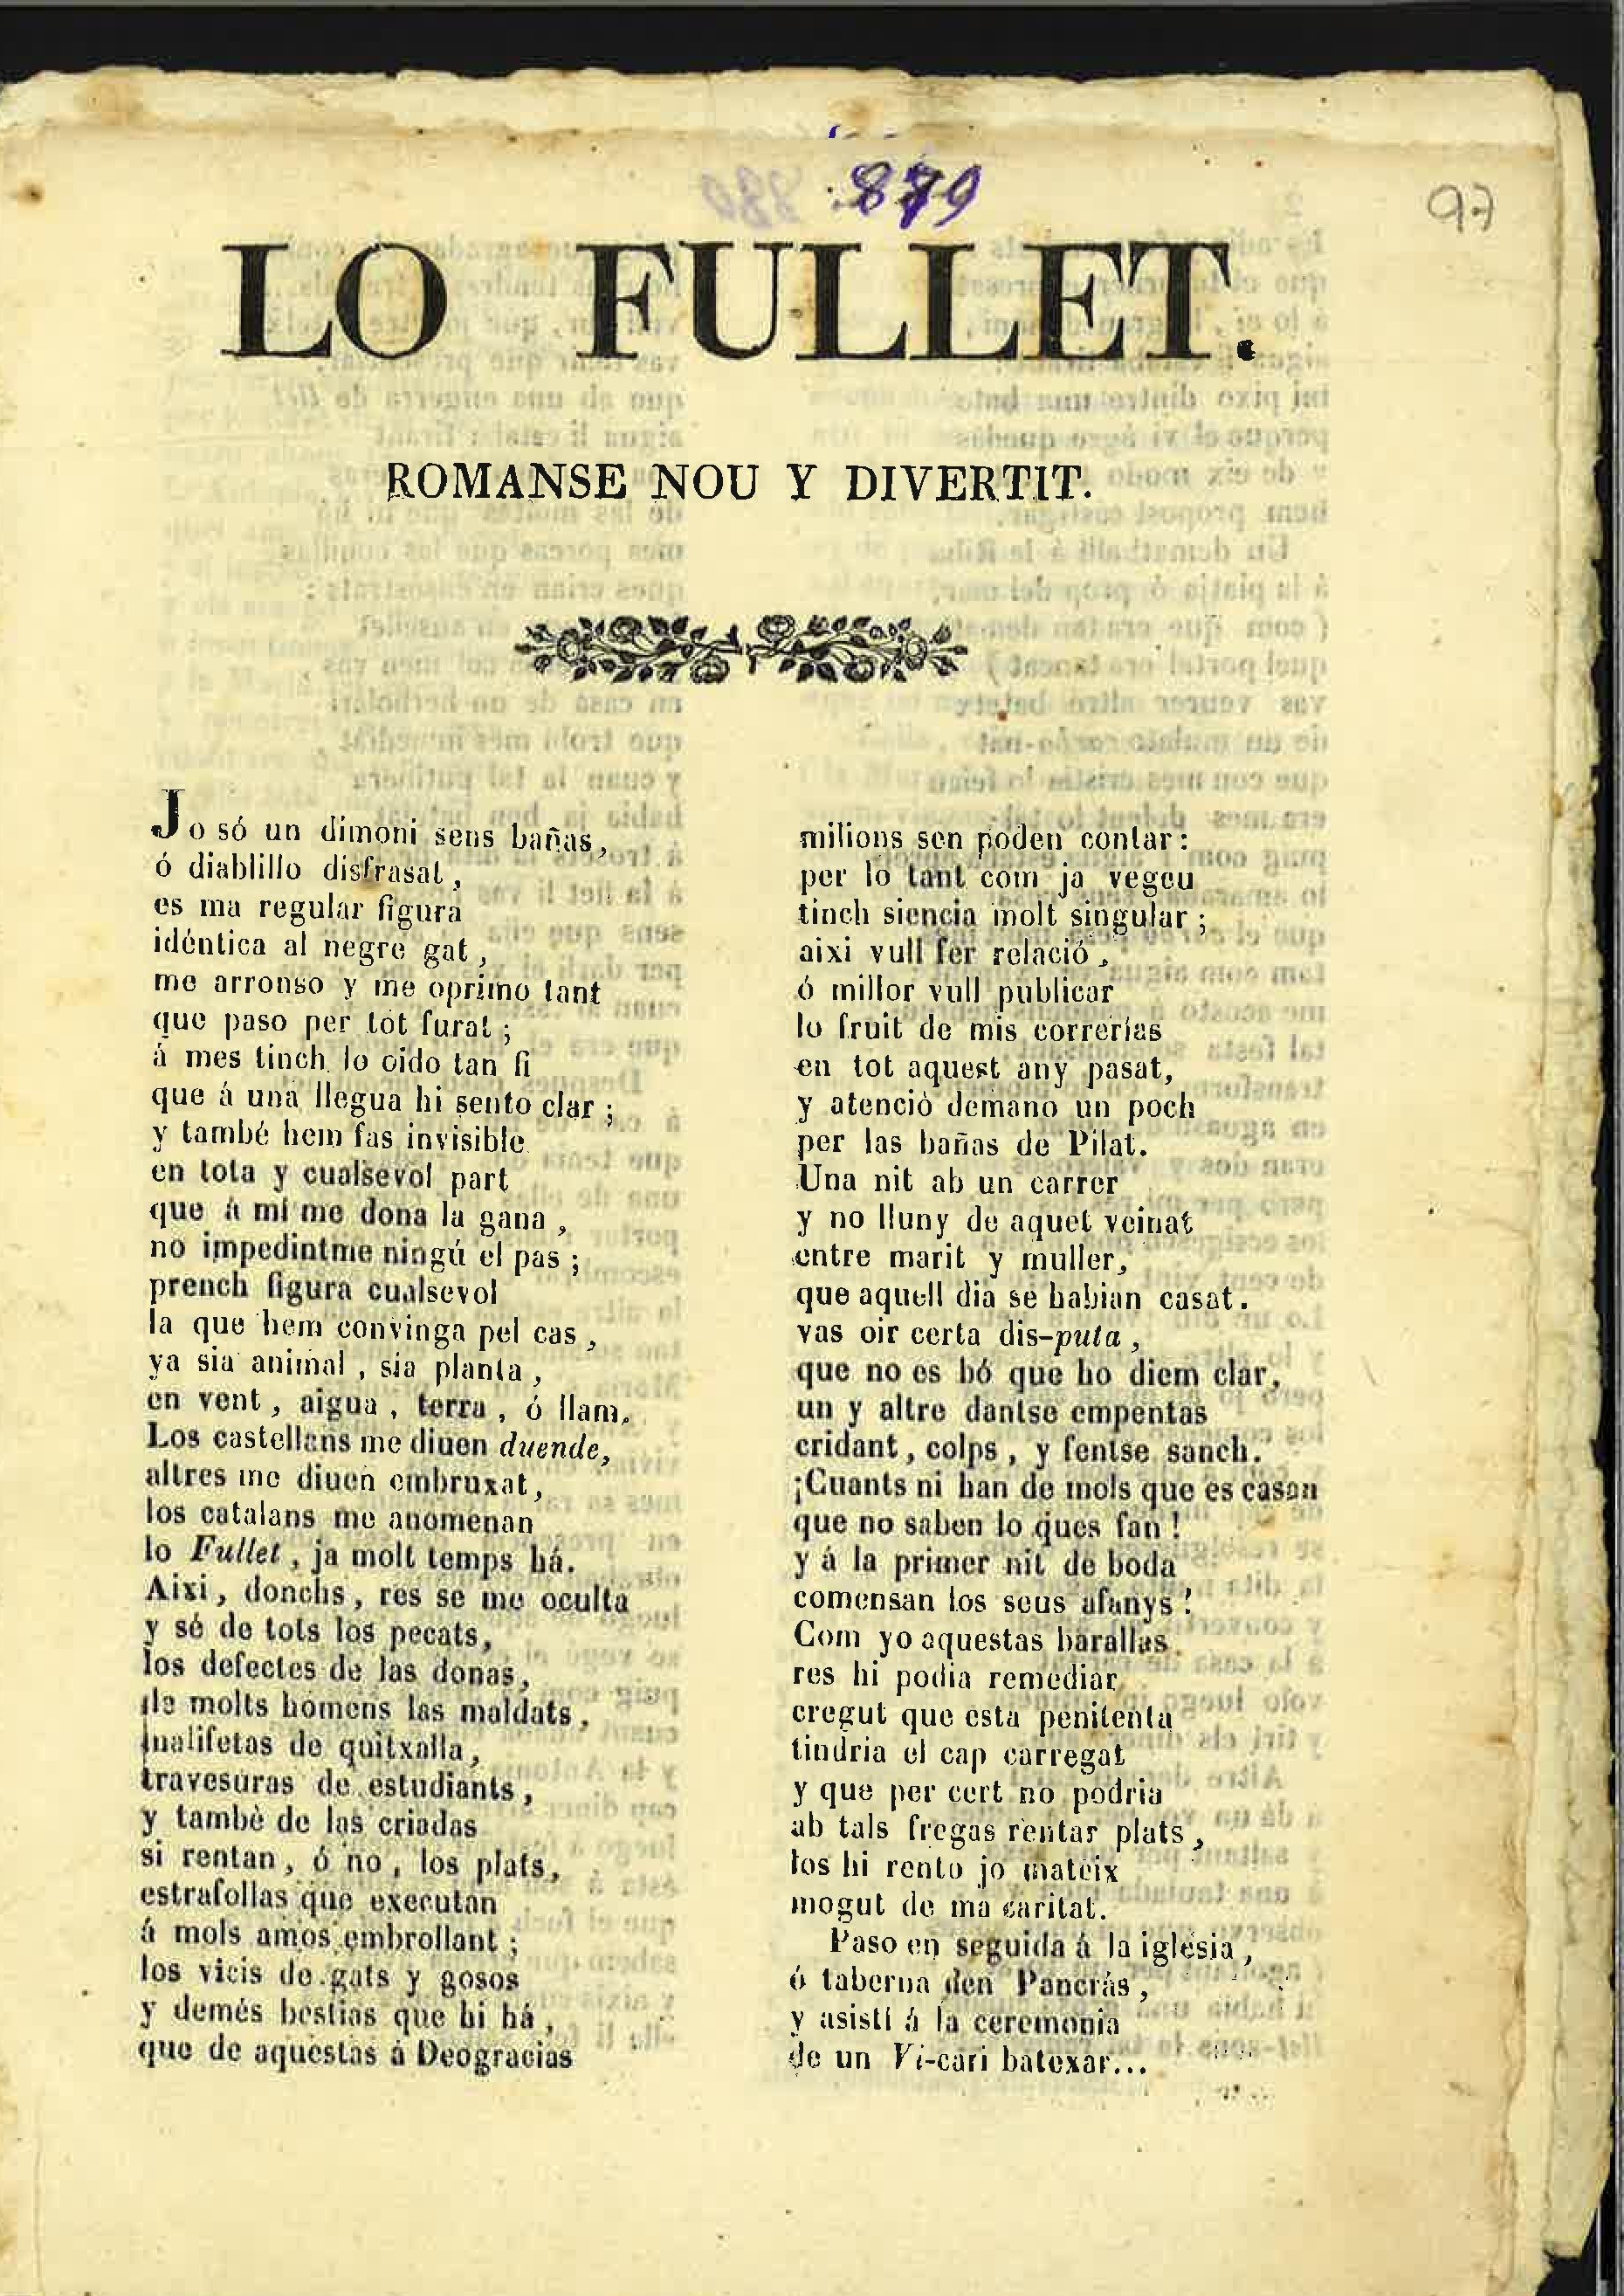 879
97
LO FULLET.
ROMANSE NOU Y DIVERTIT.
Jo só un dimoni sens bañas,
ó diablillo disfrasat,
es ma regular figura
idéntica al negre gat,
me arronso y me oprimo tant
que paso per tot furat;
á mes tinch lo oido tan fi
que á una llegua hi sento clar;
y també hem fas invisible
en tota y cualsevol part
que á mí me dona la gana,
no impedintme ningú el pas;
prench figura cualsevol
la que hem convinga pel cas,
ya sia animal, sia planta,
en vent, aigua, terra, ó llam.
Los castellans me diuen duende,
altres me diuen embruxat,
los catalans me anomenan
lo Fullet, ja molt temps há.
Aixi, donchs, res se me oculta
y só de tots los pecats,
los defectes de las donas,
de molts homens las maldats,
malifetas de quitxalla,
travesuras de estudiants,
y també de las criadas
si rentan, ó no, los plats,
estrafollas que executan
á mols amos embrollant;
los vicis de gats y gosos
y demés bestias que hi há,
que de aquestas á Deogracias
milions sen poden contar:
per lo tant com ja vegeu
tinch siencia molt singular;
aixi vull fer relació,
ó millor vull publicar
lo fruit de mis correrías
en tot aquest any pasat,
y atenció demano un poch
per las bañas de Pilat.
Una nit ab un carrer
y no lluny de aquet veinat
entre marit y muller,
que aquell dia se habian casat.
vas oir certa dis-puta,
que no es bó que ho diem clar,
un y altre dantse empentas
cridant, colps, y fentse sanch.
¡Cuants ni han de mols que es casan
que no saben lo ques fan!
y á la primer nit de boda
comensan los seus afanys!
Com yo aquestas barallas
res hi podia remediar
cregut que esta penitenta
tindria el cap carregat
y que per cert no podria
ab tals fregas rentar plats,
los hi rento jo mateix
mogut de ma caritat.
Paso en seguida á la iglesia,
ó taberna den Pancrás,
y asistí á la ceremonia
de un Vi-cari batexar...